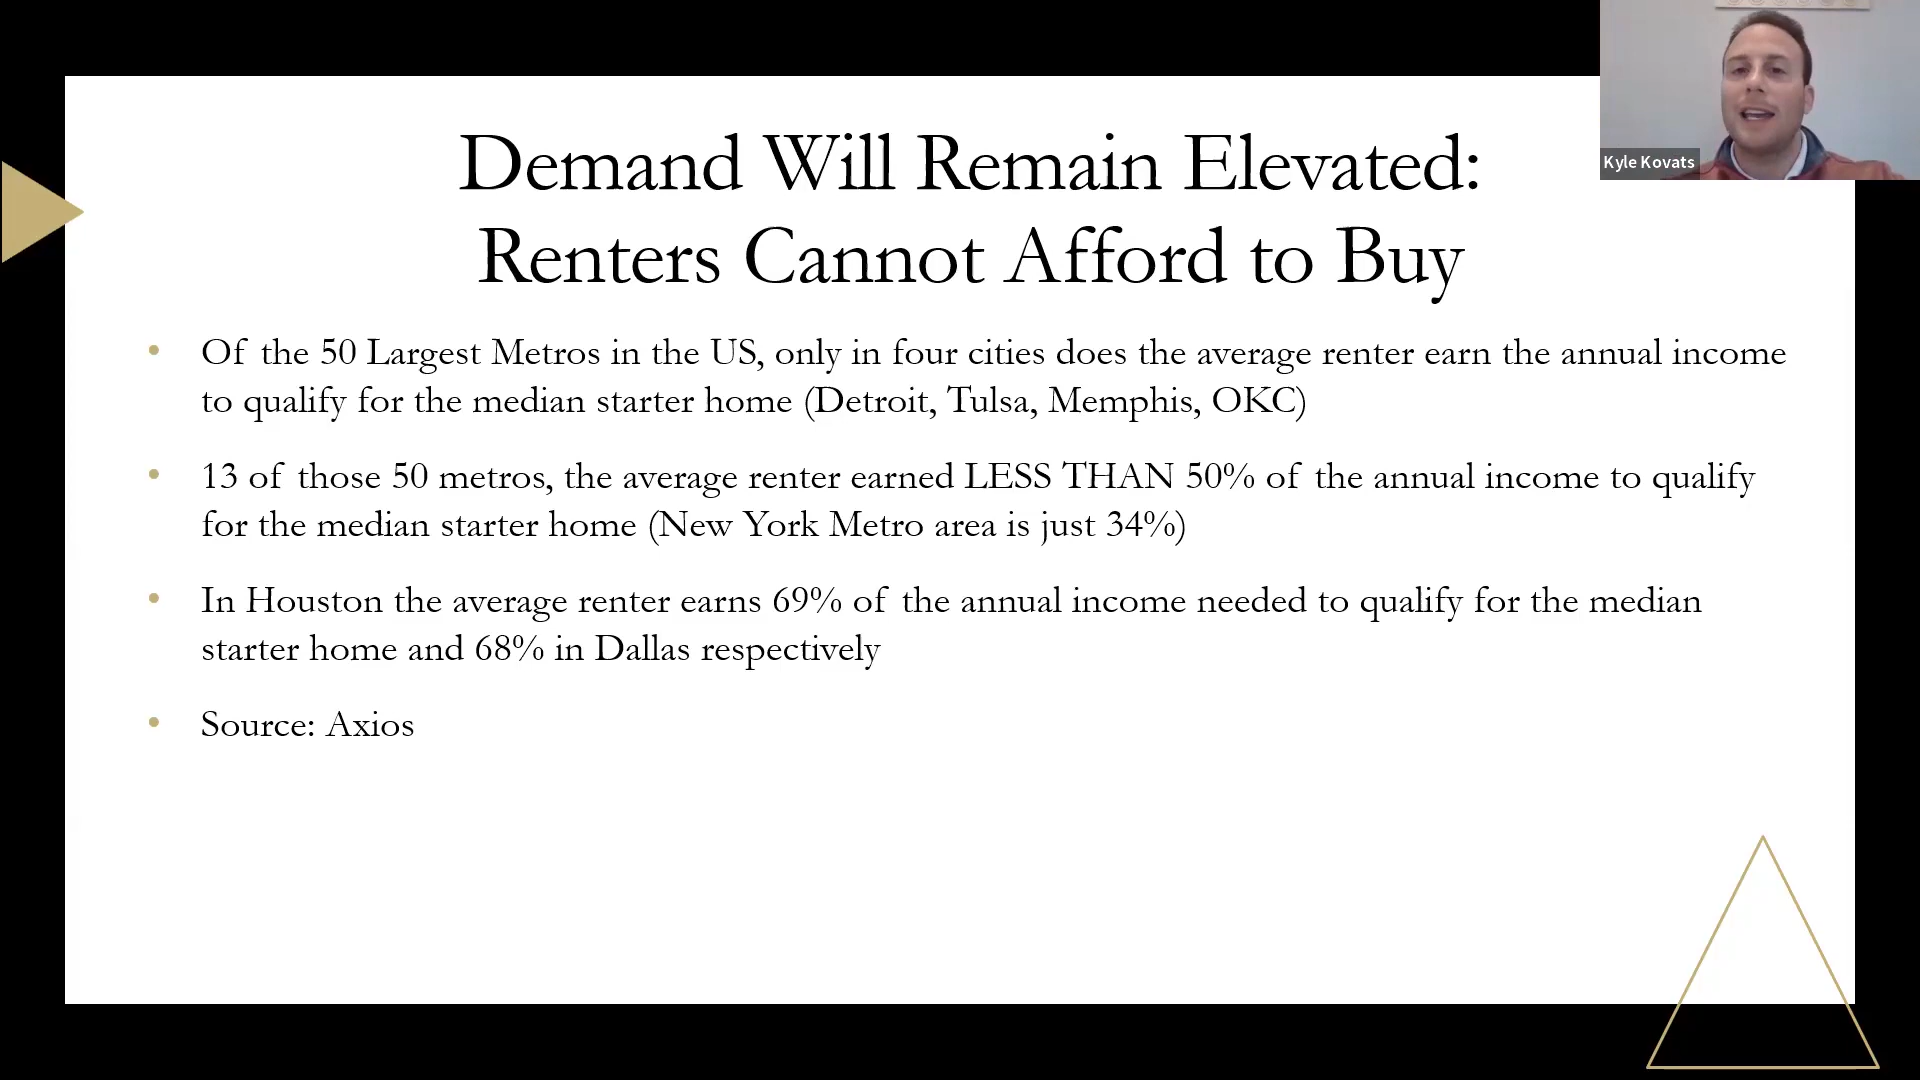 Demand Will Remain Elevated:
Renters Cannot Afford to Buy
Kyle Kovats
• Of the 50 Largest Metros in the US, only in four cities does the average renter earn the annual income
to qualify for the median starter home (Detroit, Tulsa, Memphis, OKC)
• 13 of those 50 metros, the average renter earned LESS THAN 50% of the annual income to qualify
for the median starter home (New York Metro area is just 34%)
• In Houston the average renter earns 69% of the annual income needed to qualify for the median
starter home and 68% in Dallas respectively
• Source: Axios